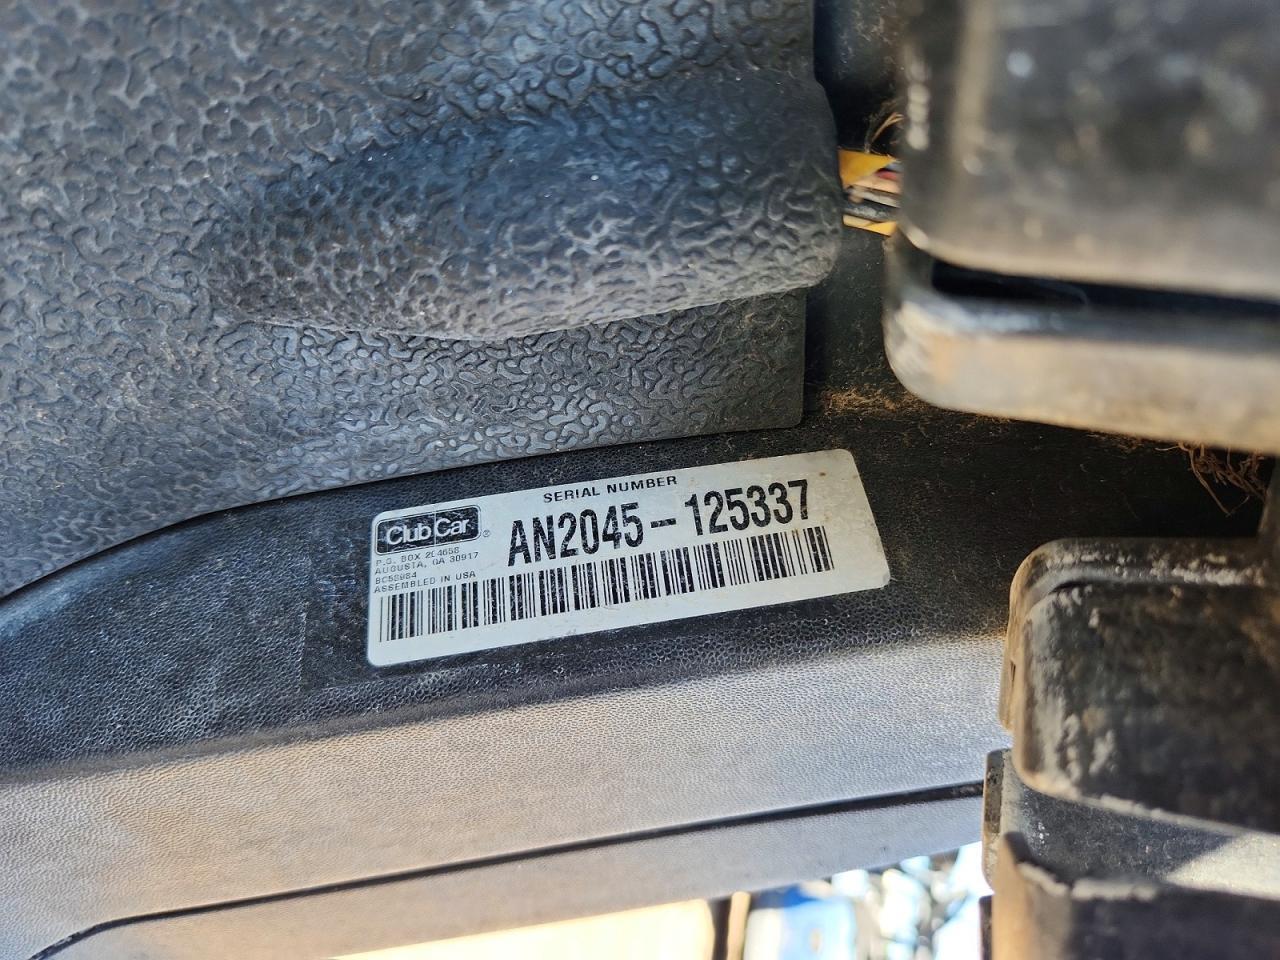 SERIAL NUMBER
Club Car ®
AN2045-125337
P.O. BOX 204658
AUGUSTA, GA 30917
ASSEMBLED IN USA